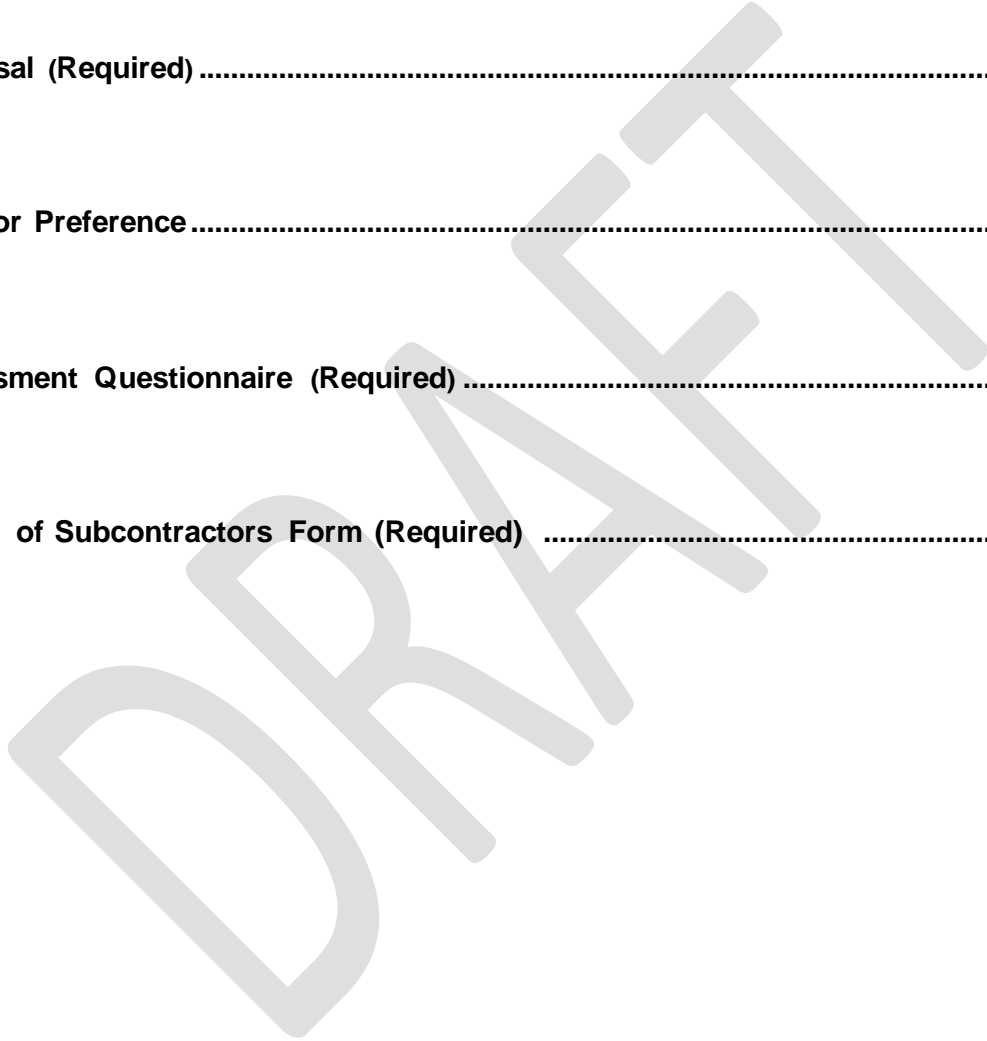 sal (Required) ....................................................................................................
or Preference ....................................................................................................
sment Questionnaire (Required) ..................................................................
of Subcontractors Form (Required) ........................................................
DRAFT